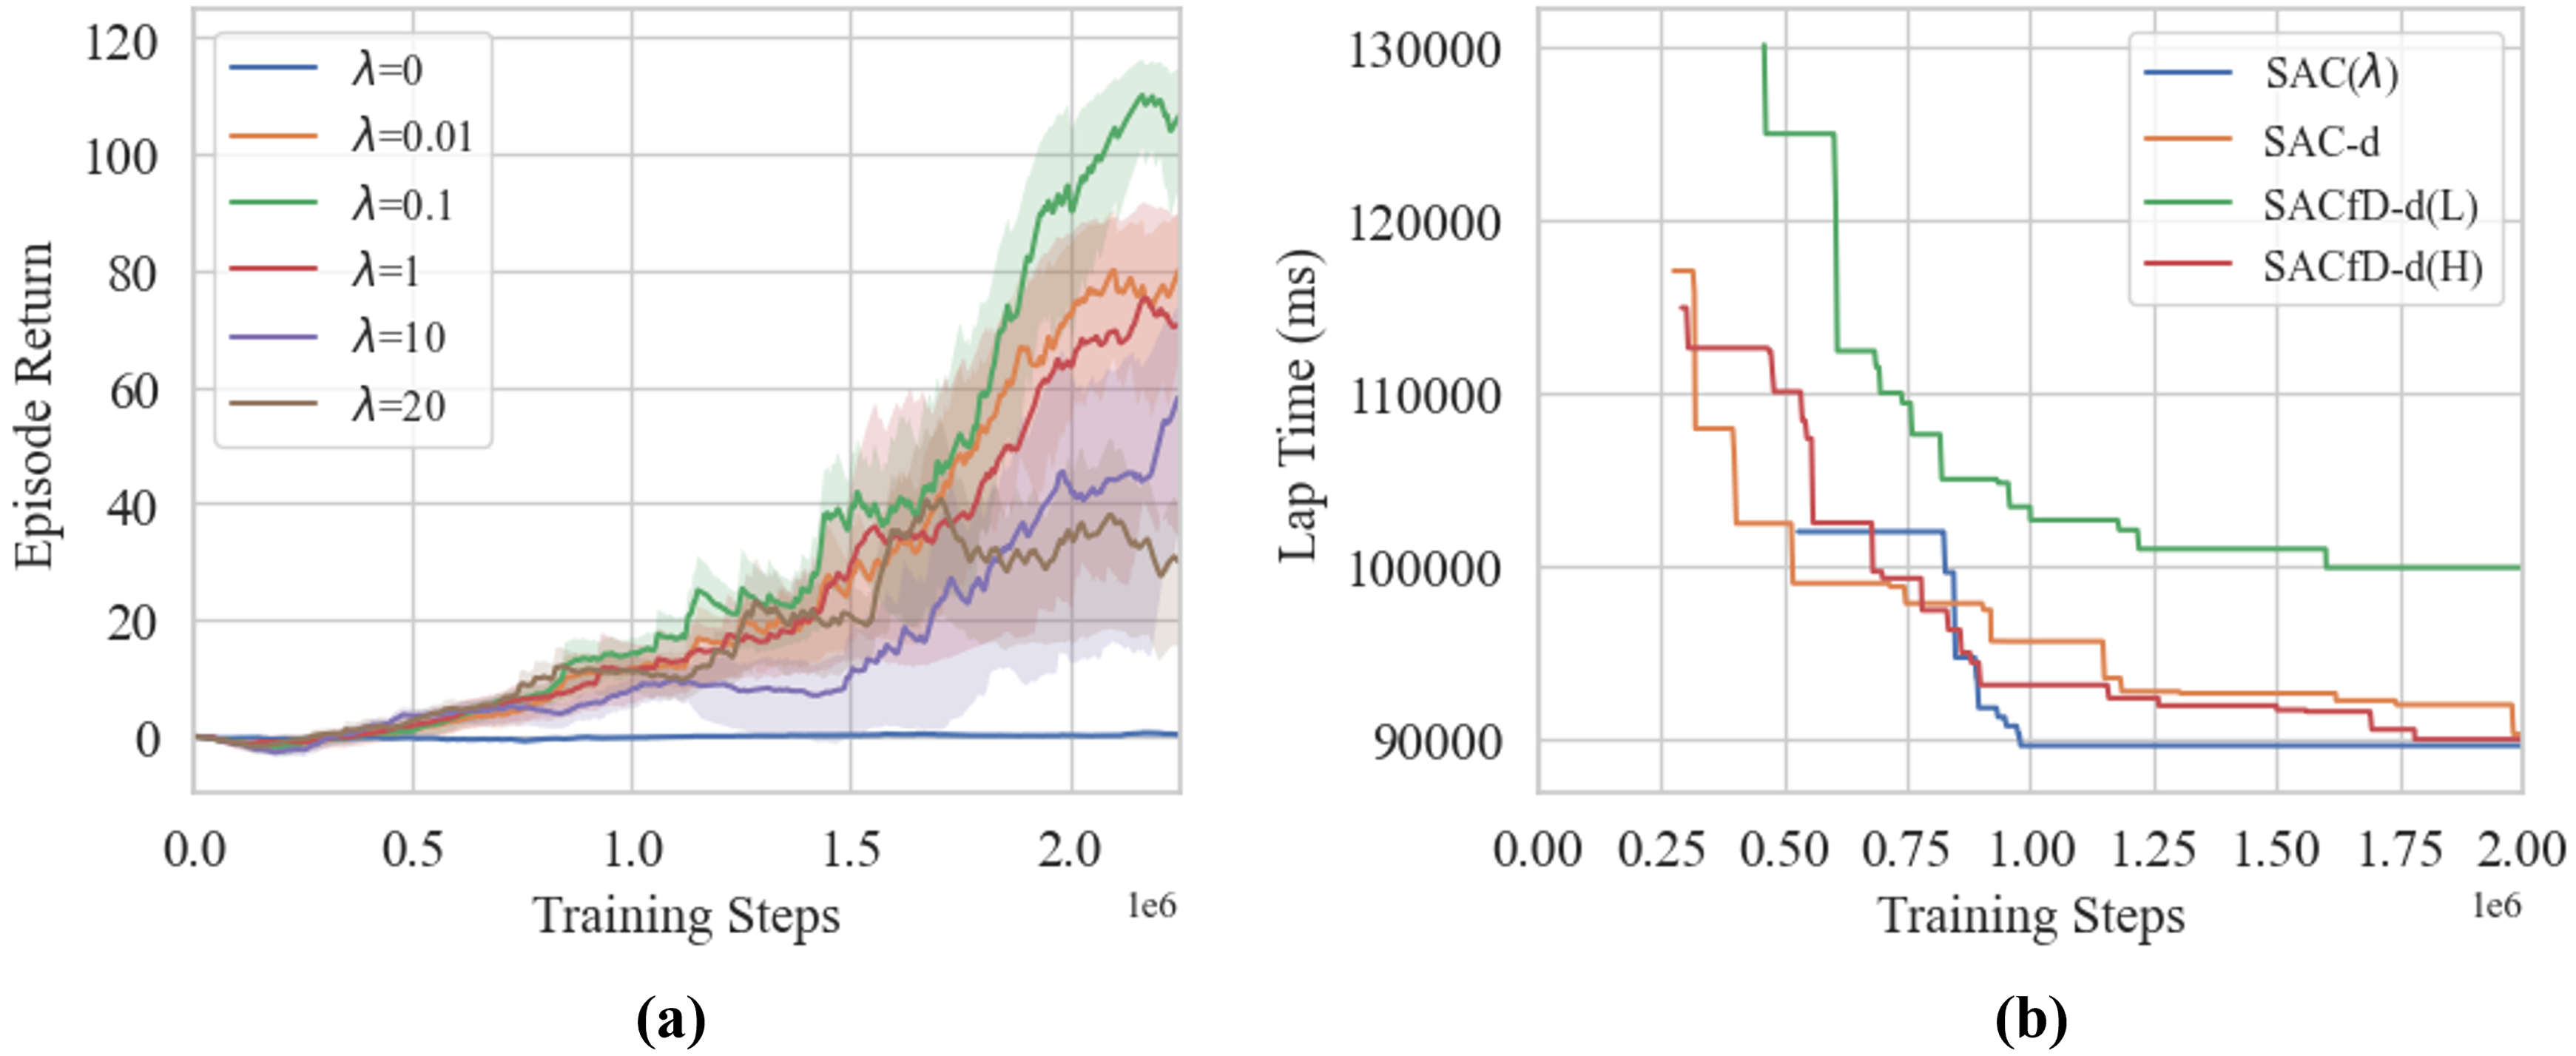 120
100
80
60
40
20
0
Episode Return
λ=0
λ=0.01
λ=0.1
λ=1
λ=10
λ=20
0.0 0.5 1.0 1.5 2.0
1e6
Training Steps
(a)
130000
120000
110000
100000
90000
Lap Time (ms)
SAC(λ)
SAC-d
SACfD-d(L)
SACfD-d(H)
0.00 0.25 0.50 0.75 1.00 1.25 1.50 1.75 2.00
1e6
Training Steps
(b)